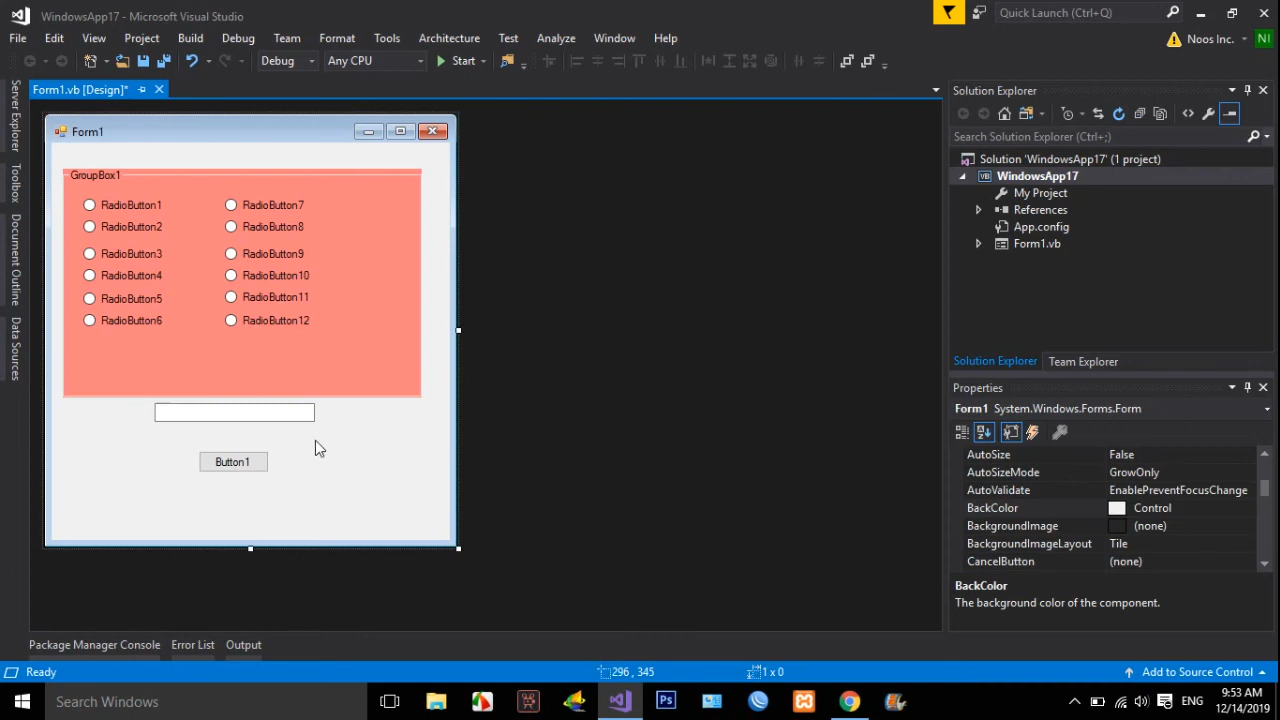 WindowsApp17 - Microsoft Visual Studio
Quick Launch (Ctrl+Q)
File Edit View Project Build Debug Team Format Tools Architecture Test Analyze Window Help
Noos Inc. NI
Debug Any CPU Start
Form1.vb [Design]*
Server Explorer
Toolbox
Document Outline
Data Sources
Form1
GroupBox1
RadioButton1 RadioButton7
RadioButton2 RadioButton8
RadioButton3 RadioButton9
RadioButton4 RadioButton10
RadioButton5 RadioButton11
RadioButton6 RadioButton12
Button1
Solution Explorer
Search Solution Explorer (Ctrl+;)
Solution 'WindowsApp17' (1 project)
VB WindowsApp17
My Project
References
App.config
Form1.vb
Solution Explorer Team Explorer
Properties
Form1 System.Windows.Forms.Form
AutoSize False
AutoSizeMode GrowOnly
AutoValidate EnablePreventFocusChange
BackColor Control
BackgroundImage (none)
BackgroundImageLayout Tile
CancelButton (none)
BackColor
The background color of the component.
Package Manager Console Error List Output
Ready 296 , 345 1 x 0 Add to Source Control
Search Windows
Ps
ENG
9:53 AM
12/14/2019